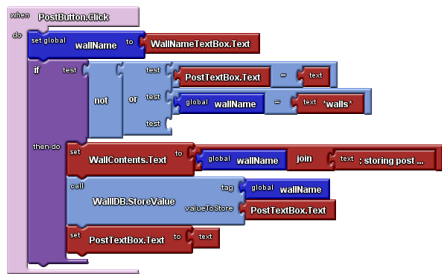 when PostButton.Click
do set global wallName to WallNameTextBox.Text
if test test PostTextBox.Text = text
not or test global wallName = text 'walls'
test
then-do set WallContents.Text to global wallName join text : storing post ...
call WallDB.StoreValue tag global wallName
valueToStore PostTextBox.Text
set PostTextBox.Text to text